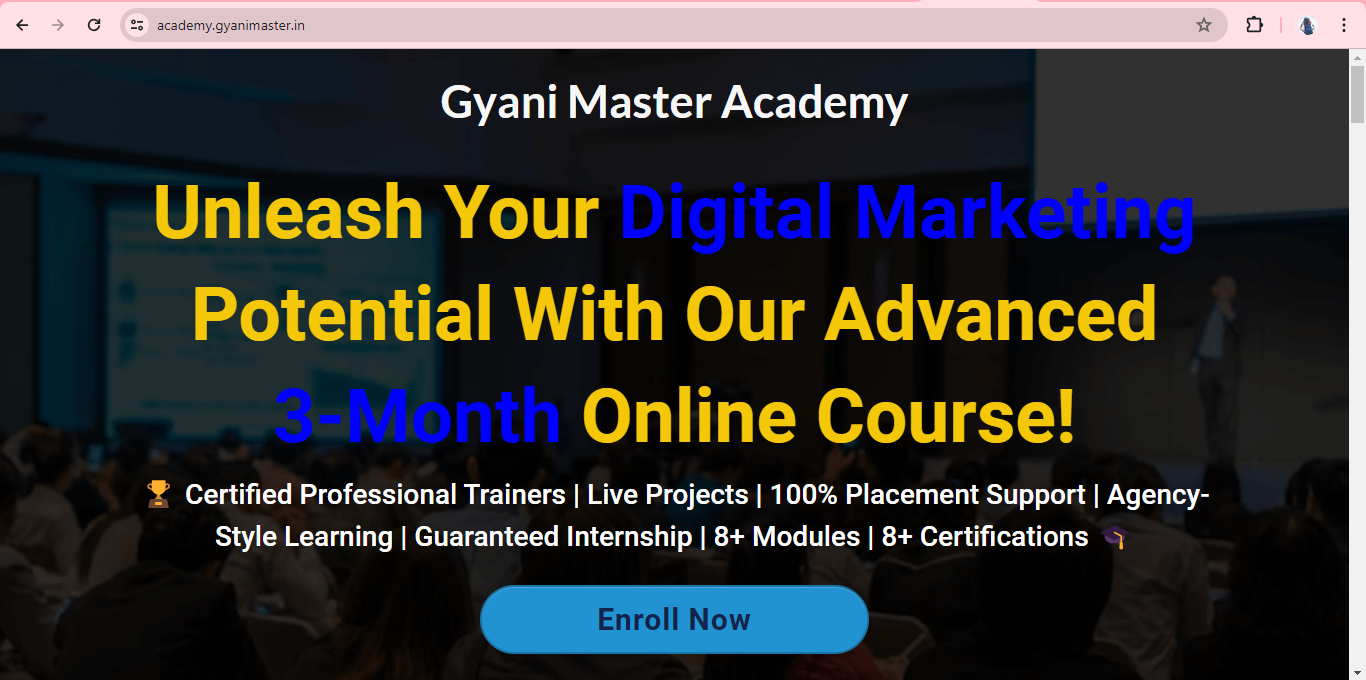 academy.gyanimaster.in
Gyani Master Academy
Unleash Your Digital Marketing
Potential With Our Advanced
3-Month Online Course!
🏆 Certified Professional Trainers | Live Projects | 100% Placement Support | Agency-
Style Learning | Guaranteed Internship | 8+ Modules | 8+ Certifications 🎓
Enroll Now